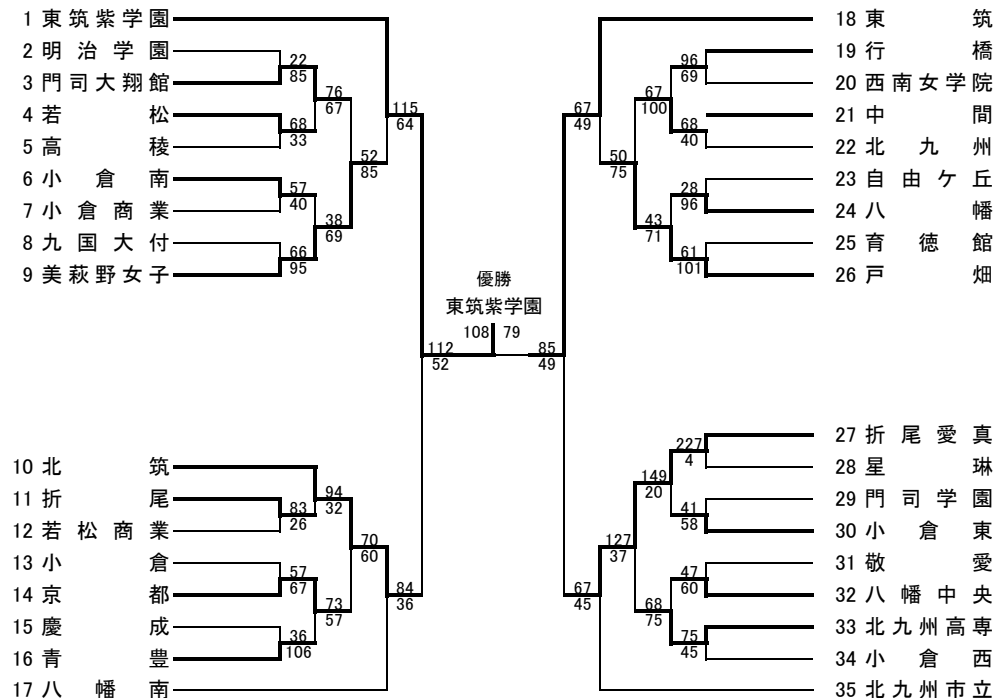 1 東筑紫学園
2 明治学園
22
85
3 門司大翔館
76
67
4 若松
68
33
5 高稜
115
64
52
85
6 小倉南
57
40
7 小倉商業
38
69
8 九国大付
66
95
9 美萩野女子
優勝
東筑紫学園
108 79
112
52
85
49
10 北筑
11 折尾
94
32
83
26
12 若松商業
70
60
13 小倉
57
67
14 京都
84
36
73
57
15 慶成
36
106
16 青豊
17 八幡南
18 東筑
19 行橋
96
69
20 西南女学院
67
100
21 中間
68
40
22 北九州
67
49
50
75
23 自由ケ丘
28
96
24 八幡
43
71
25 育徳館
61
101
26 戸畑
27 折尾愛真
227
4
28 星琳
149
20
29 門司学園
41
58
30 小倉東
127
37
31 敬愛
47
60
32 八幡中央
67
45
68
75
33 北九州高専
75
45
34 小倉西
35 北九州市立